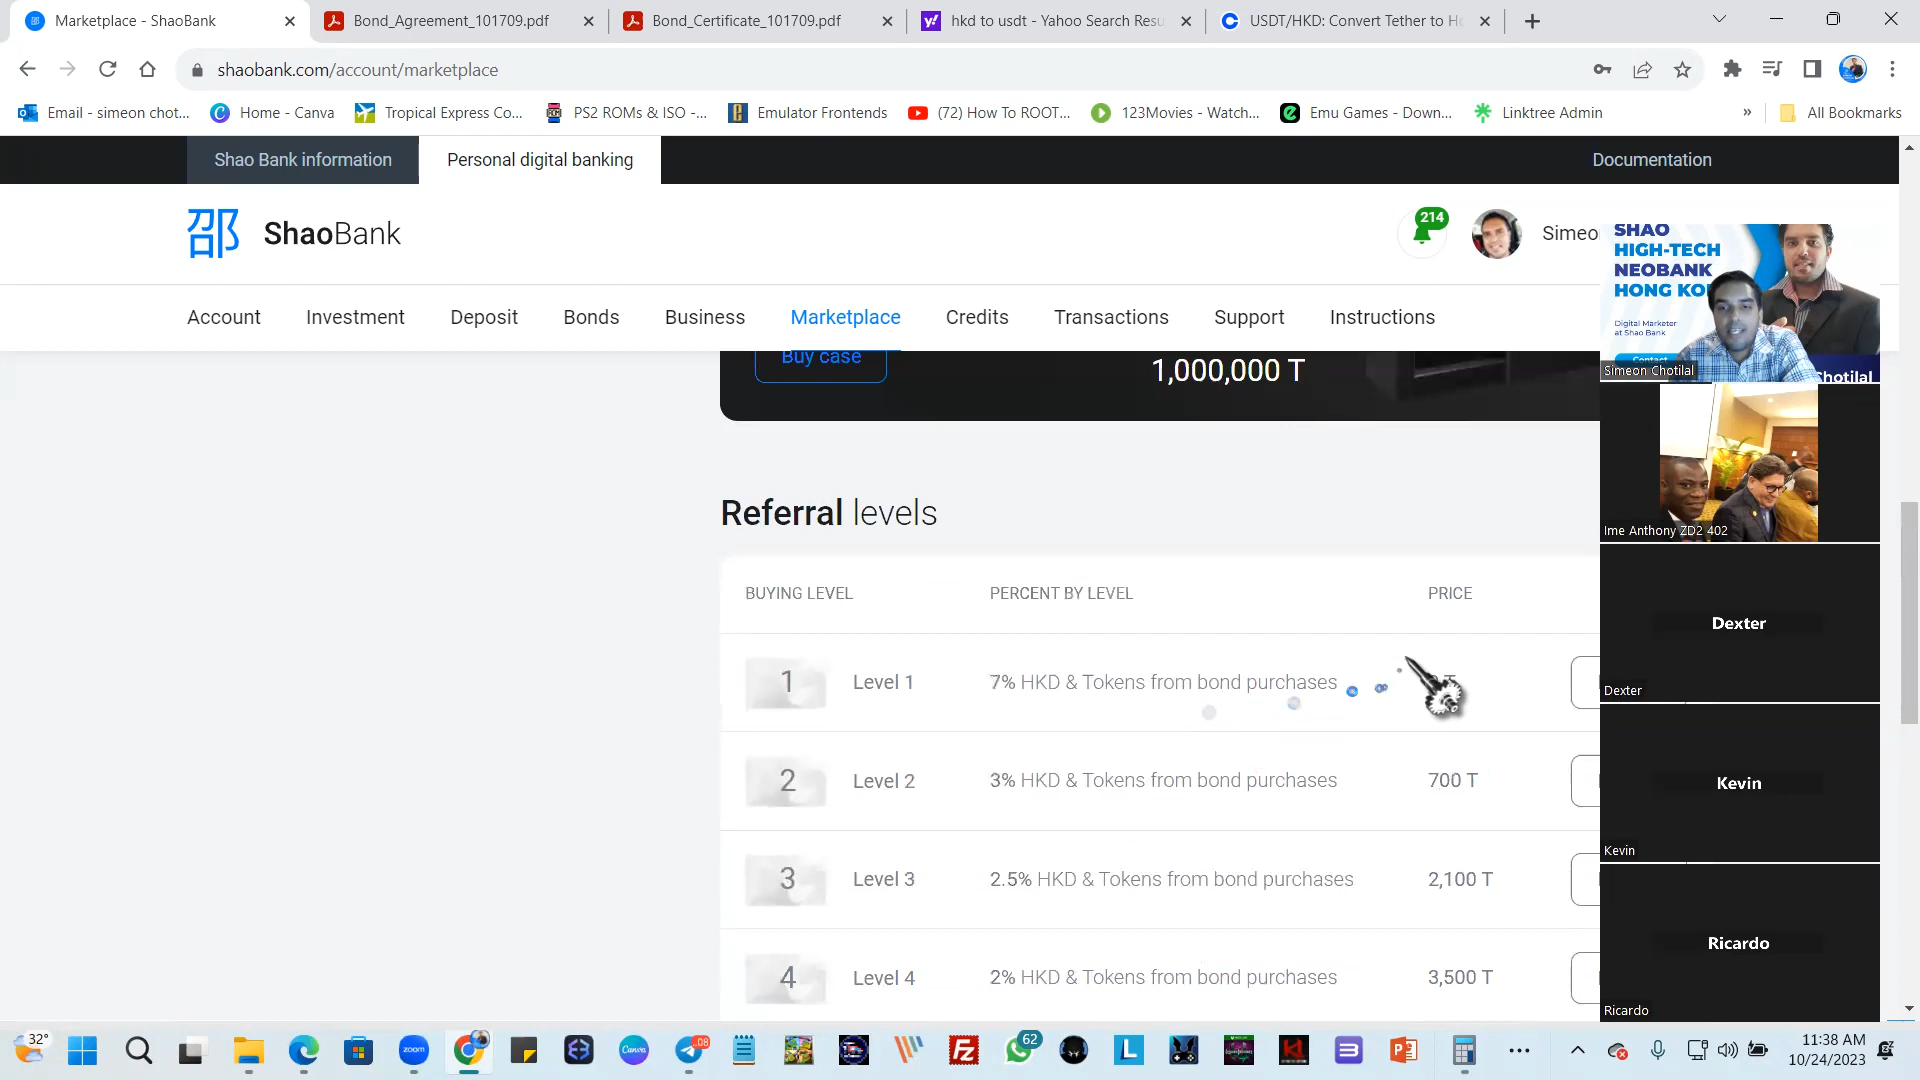 Marketplace - ShaoBank
Bond_Agreement_101709.pdf
Bond_Certificate_101709.pdf
hkd to usdt - Yahoo Search Resu
USDT/HKD: Convert Tether to Ho
shaobank.com/account/marketplace
Email - simeon chot...
Home - Canva
Tropical Express Co...
PS2 ROMs & ISO -...
Emulator Frontends
(72) How To ROOT...
123Movies - Watch...
Emu Games - Down...
Linktree Admin
»
All Bookmarks
Shao Bank information
Personal digital banking
Documentation
邵
ShaoBank
214
Simeo
Account
Investment
Deposit
Bonds
Business
Marketplace
Credits
Transactions
Support
Instructions
SHAO
HIGH-TECH
NEOBANK
HONG KO
Digital Marketer
at Shao Bank
Contact
Chotilal
Simeon Chotilal
Buy case
1,000,000 T
Ime Anthony ZD2 402
Referral levels
BUYING LEVEL
PERCENT BY LEVEL
PRICE
1
Level 1
7% HKD & Tokens from bond purchases
T
2
Level 2
3% HKD & Tokens from bond purchases
700 T
3
Level 3
2.5% HKD & Tokens from bond purchases
2,100 T
4
Level 4
2% HKD & Tokens from bond purchases
3,500 T
Dexter
Dexter
Kevin
Kevin
Ricardo
Ricardo
32°
zoom
Canva
08
62
11:38 AM
10/24/2023